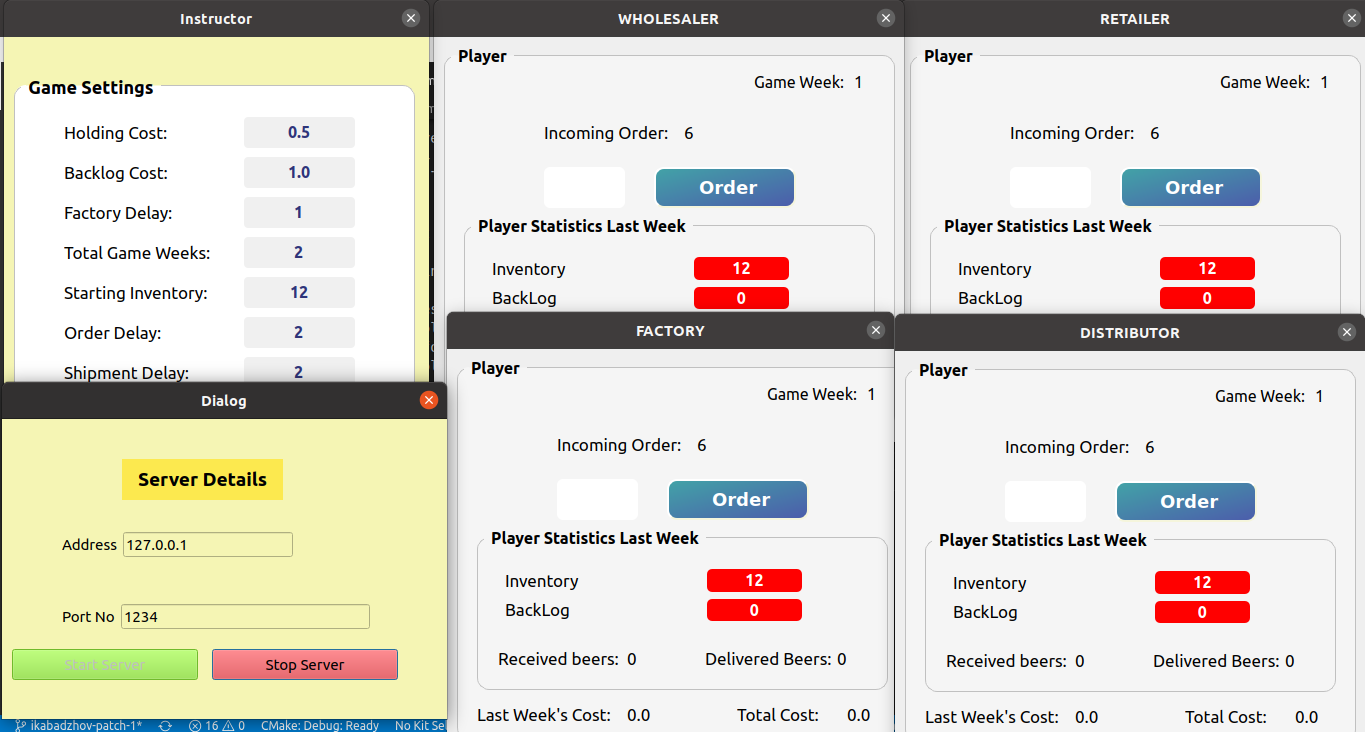 Instructor
Game Settings
Holding Cost: 0.5
Backlog Cost: 1.0
Factory Delay: 1
Total Game Weeks: 2
Starting Inventory: 12
Order Delay: 2
Shipment Delay: 2
WHOLESALER
Player
Game Week: 1
Incoming Order: 6
Order
Player Statistics Last Week
Inventory 12
BackLog 0
RETAILER
Player
Game Week: 1
Incoming Order: 6
Order
Player Statistics Last Week
Inventory 12
BackLog 0
Dialog
Server Details
Address 127.0.0.1
Port No 1234
Start Server Stop Server
FACTORY
Player
Game Week: 1
Incoming Order: 6
Order
Player Statistics Last Week
Inventory 12
BackLog 0
Received beers: 0 Delivered Beers: 0
Last Week's Cost: 0.0 Total Cost: 0.0
DISTRIBUTOR
Player
Game Week: 1
Incoming Order: 6
Order
Player Statistics Last Week
Inventory 12
BackLog 0
Received beers: 0 Delivered Beers: 0
Last Week's Cost: 0.0 Total Cost: 0.0
ikabadzhov-patch-1* 16 0 CMake: Debug: Ready No Kit Se